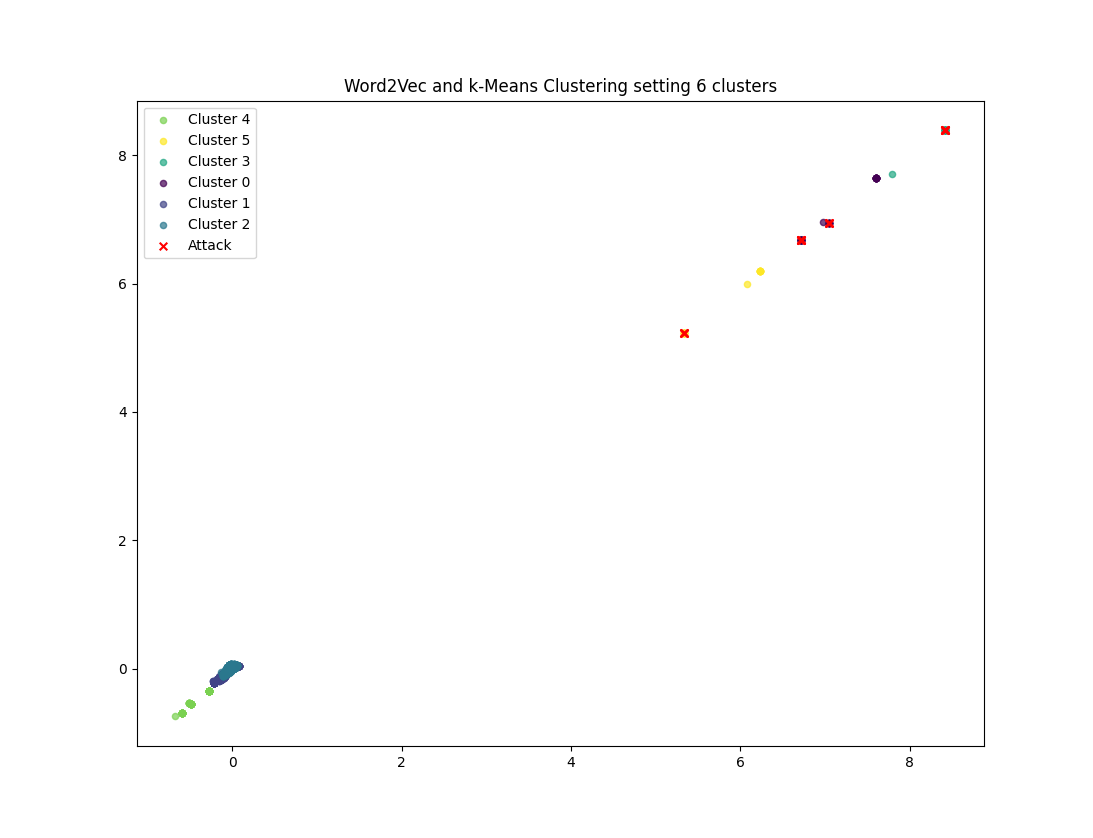 Word2Vec and k-Means Clustering setting 6 clusters
Cluster 4
Cluster 5
Cluster 3
Cluster 0
Cluster 1
Cluster 2
Attack
8
6
4
2
0
0 2 4 6 8